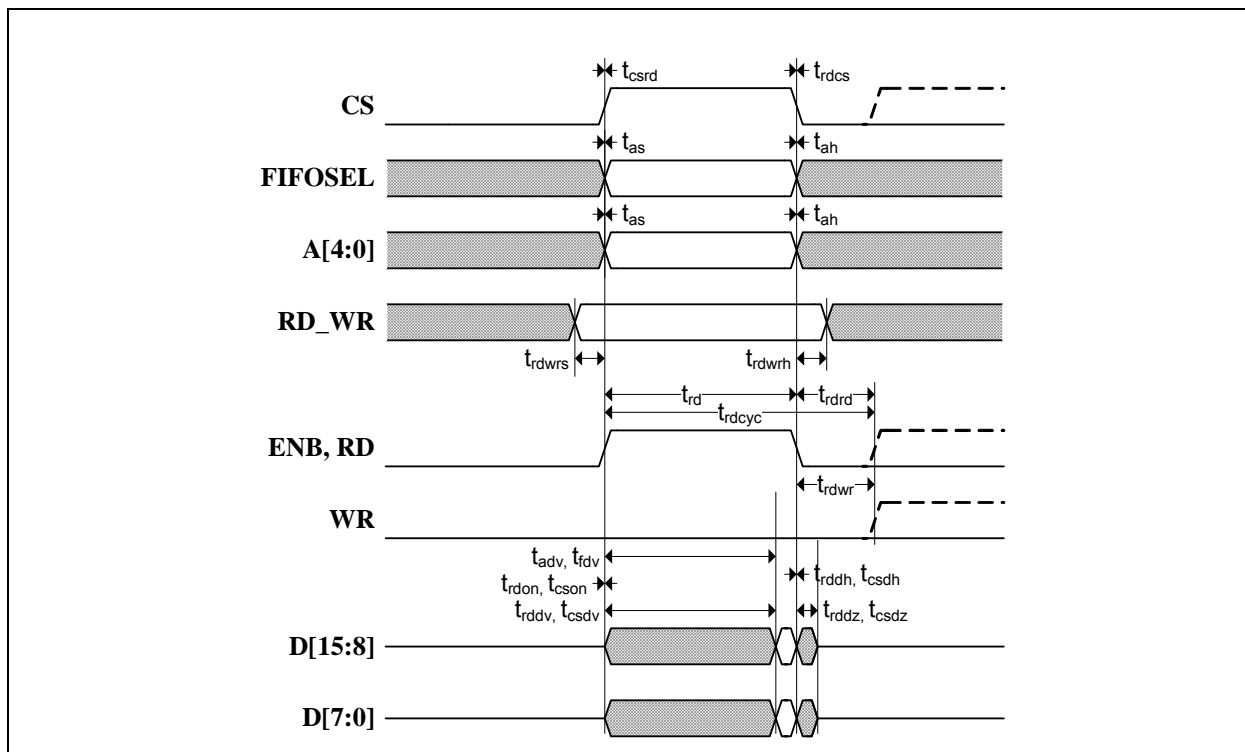 t_csrd t_rdcs
CS
t_as t_ah
FIFOSEL
t_as t_ah
A[4:0]
RD_WR
t_rdwrs t_rdwrh
t_rd t_rdrd
t_rdcyc
ENB, RD
t_rdwr
WR
t_adv, t_fdv
t_rdon, t_cson t_rddh, t_csdh
t_rddv, t_csdv t_rddz, t_csdz
D[15:8]
D[7:0]